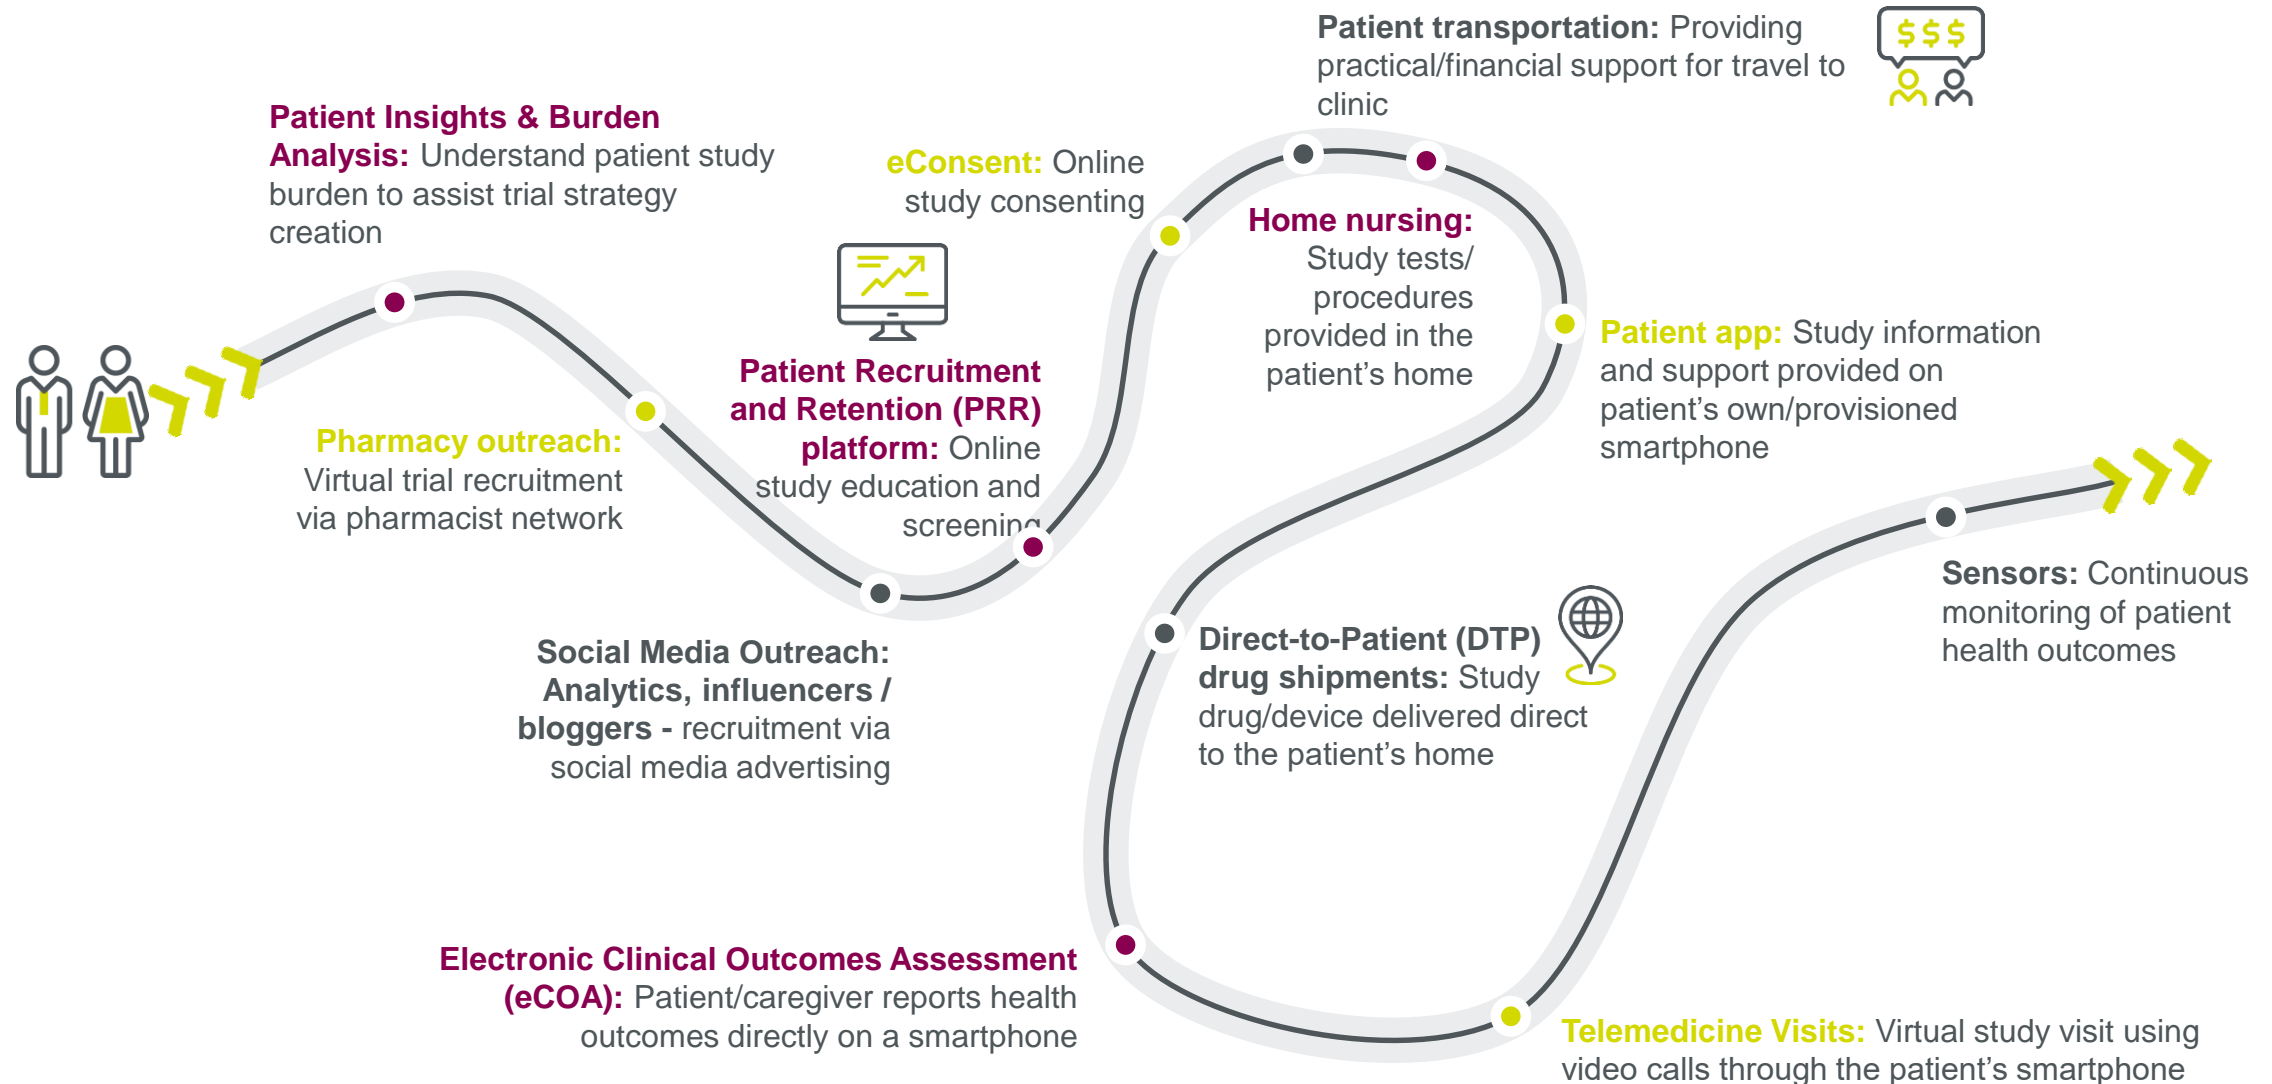 Patient Insights & Burden
Analysis: Understand patient study
burden to assist trial strategy
creation
Pharmacy outreach:
Virtual trial recruitment
via pharmacist network
Social Media Outreach:
Analytics, influencers /
bloggers - recruitment via
social media advertising
Patient Recruitment
and Retention (PRR)
platform: Online
study education and
screening
eConsent: Online
study consenting
Patient transportation: Providing
practical/financial support for travel to
clinic
$$$
Home nursing:
Study tests/
procedures
provided in the
patient’s home
Patient app: Study information
and support provided on
patient’s own/provisioned
smartphone
Direct-to-Patient (DTP)
drug shipments: Study
drug/device delivered direct
to the patient’s home
Electronic Clinical Outcomes Assessment
(eCOA): Patient/caregiver reports health
outcomes directly on a smartphone
Telemedicine Visits: Virtual study visit using
video calls through the patient’s smartphone
Sensors: Continuous
monitoring of patient
health outcomes